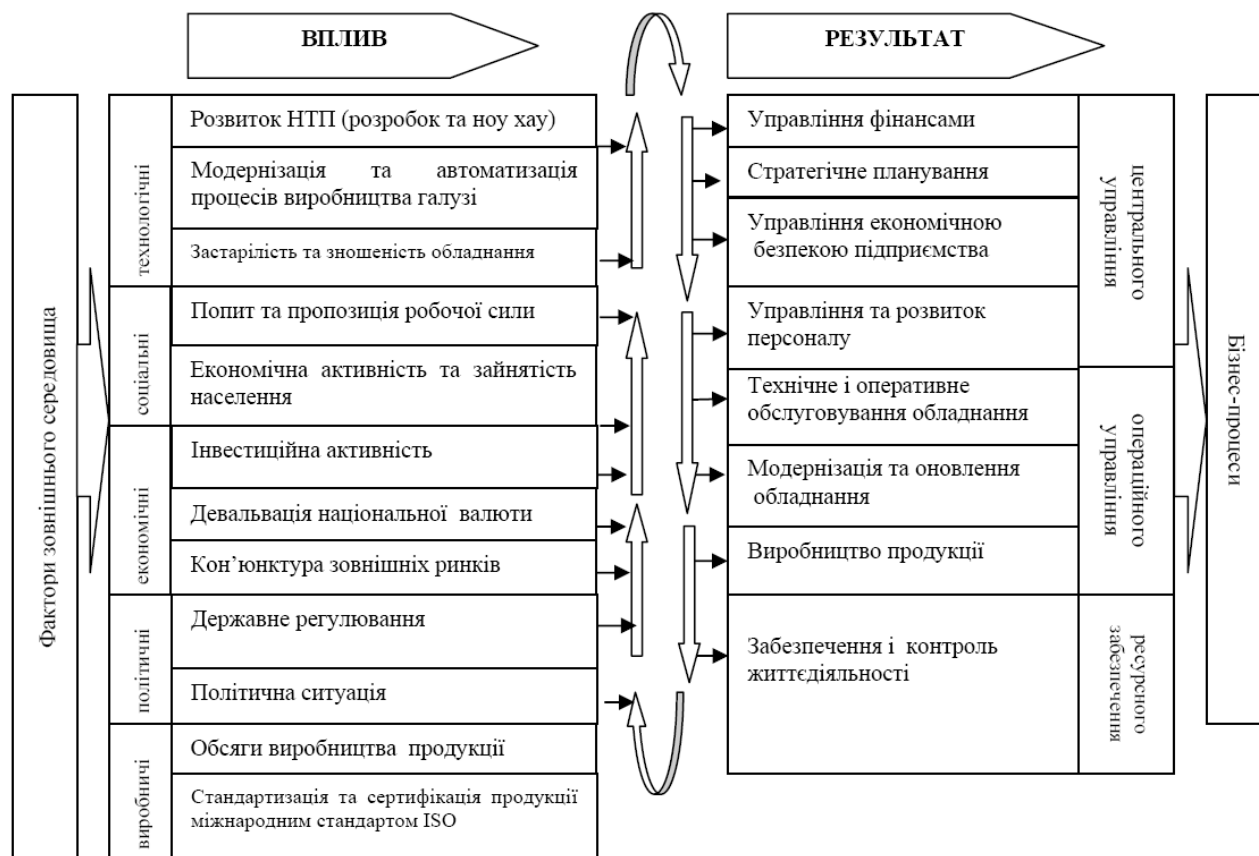 ВПЛИВ
РЕЗУЛЬТАТ
Фактори зовнішнього середовища
технологічні
Розвиток НТП (розробок та ноу хау)
Модернізація та автоматизація
процесів виробництва галузі
Застарілість та зношеність обладнання
соціальні
Попит та пропозиція робочої сили
Економічна активність та зайнятість
населення
економічні
Інвестиційна активність
Девальвація національної валюти
Кон’юнктура зовнішніх ринків
політичні
Державне регулювання
Політична ситуація
виробничі
Обсяги виробництва продукції
Стандартизація та сертифікація продукції
міжнародним стандартом ISO
Управління фінансами
Стратегічне планування
Управління економічною
безпекою підприємства
Управління та розвиток
персоналу
Технічне і оперативне
обслуговування обладнання
Модернізація та оновлення
обладнання
Виробництво продукції
Забезпечення і контроль
життєдіяльності
центрального
управління
операційного
управління
ресурсного
забезпечення
Бізнес-процеси